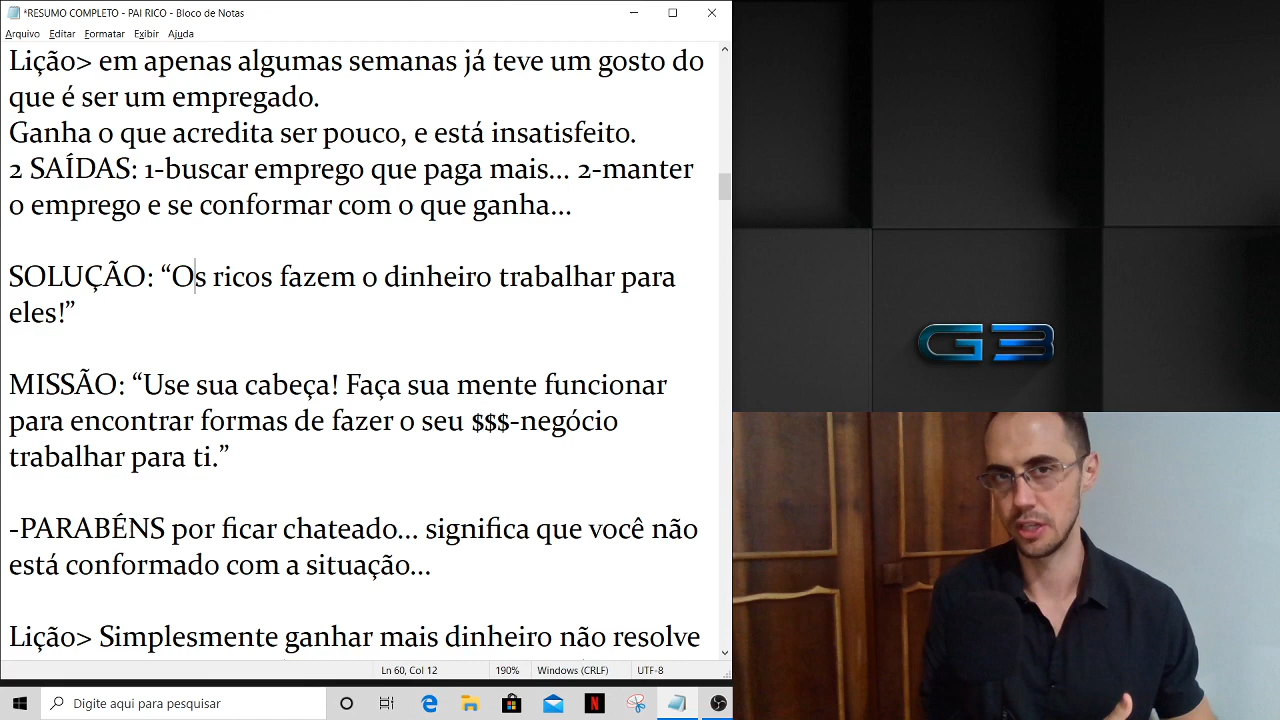 *RESUMO COMPLETO - PAI RICO - Bloco de Notas
Arquivo Editar Formatar Exibir Ajuda
Lição> em apenas algumas semanas já teve um gosto do
que é ser um empregado.
Ganha o que acredita ser pouco, e está insatisfeito.
2 SAÍDAS: 1-buscar emprego que paga mais... 2-manter
o emprego e se conformar com o que ganha...
SOLUÇÃO: “Os ricos fazem o dinheiro trabalhar para
eles!”
MISSÃO: “Use sua cabeça! Faça sua mente funcionar
para encontrar formas de fazer o seu $$$-negócio
trabalhar para ti.”
-PARABÉNS por ficar chateado... significa que você não
está conformado com a situação...
Lição> Simplesmente ganhar mais dinheiro não resolve
Ln 60, Col 12 190% Windows (CRLF) UTF-8
Digite aqui para pesquisar
G3